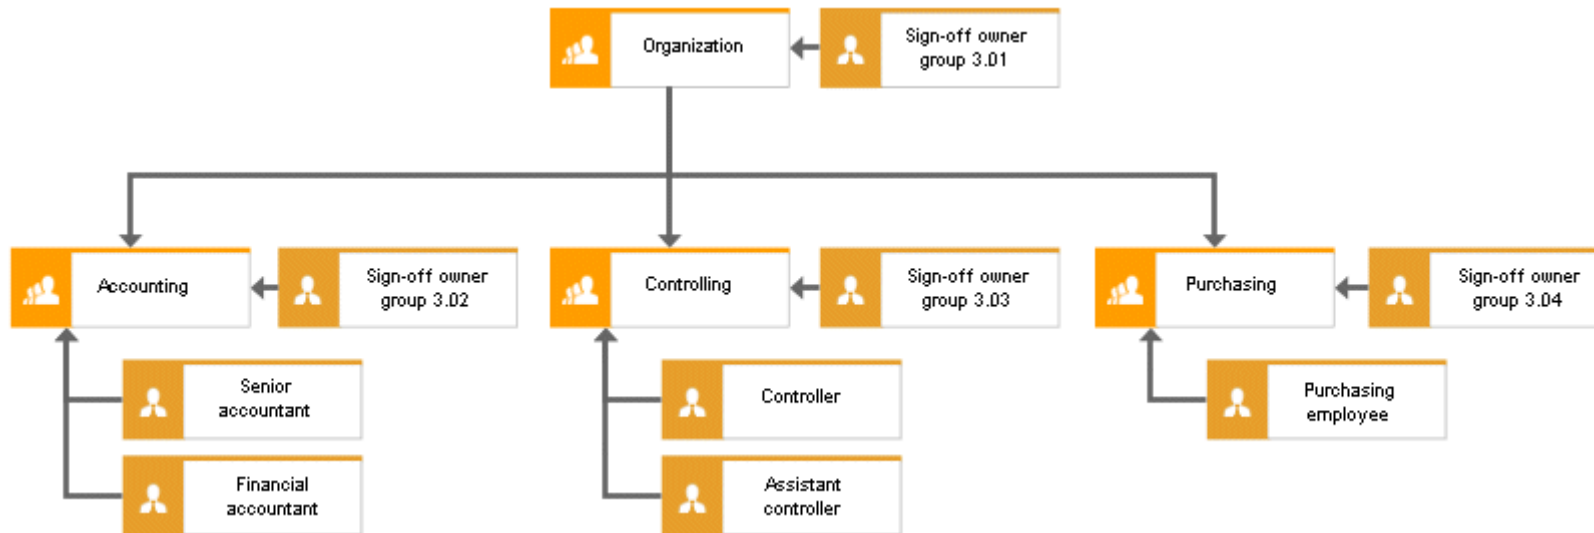 Organization
Sign-off owner
group 3.01
Accounting
Sign-off owner
group 3.02
Controlling
Sign-off owner
group 3.03
Purchasing
Sign-off owner
group 3.04
Senior
accountant
Controller
Purchasing
employee
Financial
accountant
Assistant
controller